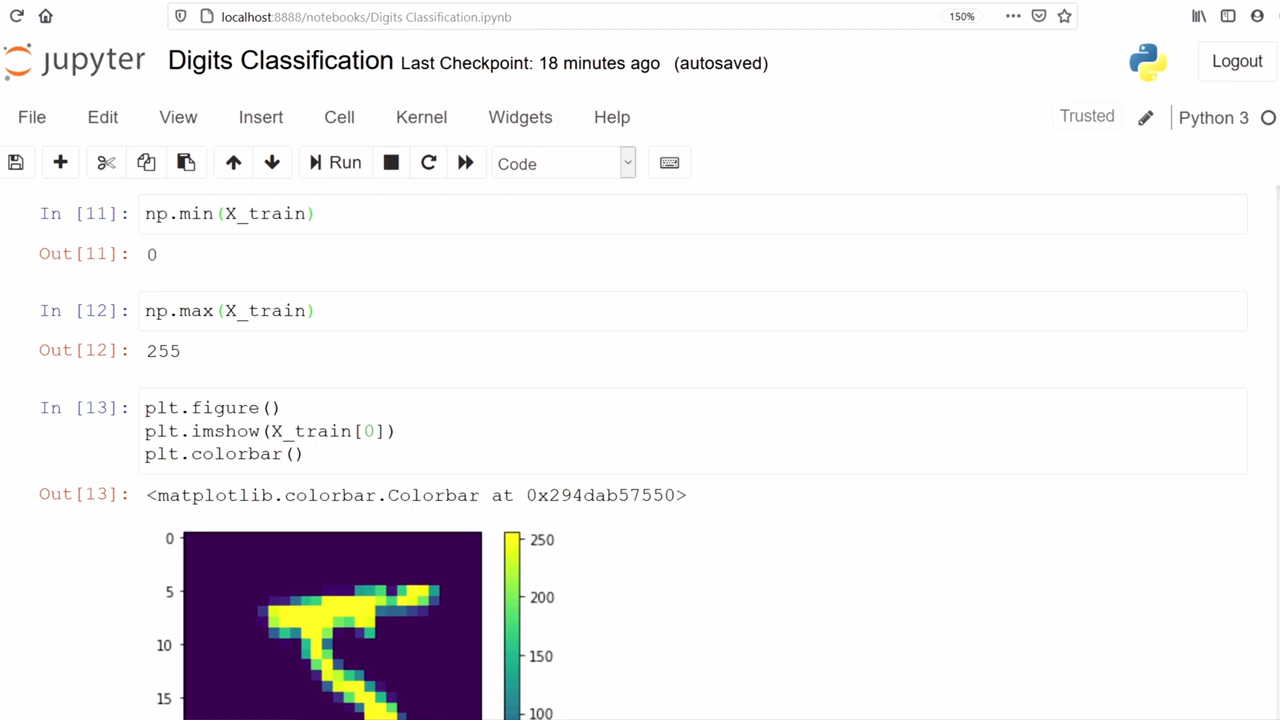 localhost:8888/notebooks/Digits Classification.ipynb 150%
jupyter Digits Classification Last Checkpoint: 18 minutes ago (autosaved) Logout
File Edit View Insert Cell Kernel Widgets Help Trusted Python 3
Run Code
In [11]: np.min(X_train)
Out[11]: 0
In [12]: np.max(X_train)
Out[12]: 255
In [13]: plt.figure()
plt.imshow(X_train[0])
plt.colorbar()
Out[13]: <matplotlib.colorbar.Colorbar at 0x294dab57550>
0 250
5 200
10 150
15 100